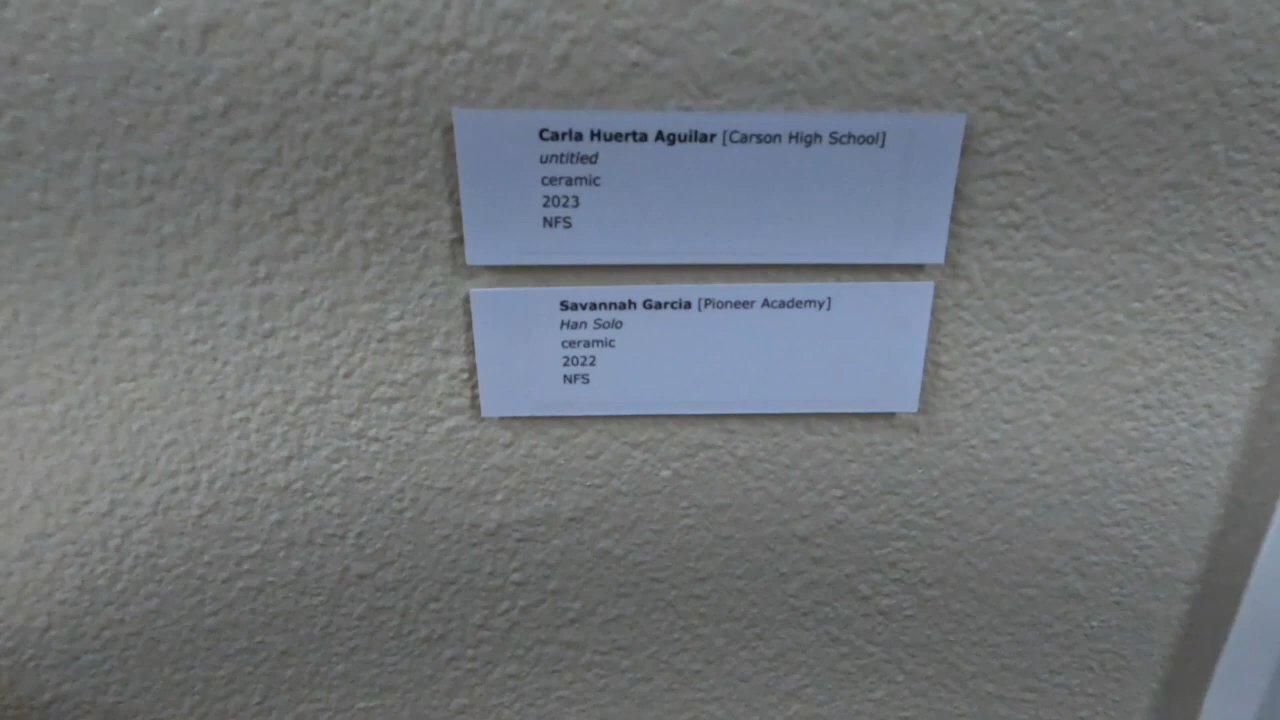 Carla Huerta Aguilar [Carson High School]
untitled
ceramic
2023
NFS
Savannah Garcia [Pioneer Academy]
Han Solo
ceramic
2022
NFS